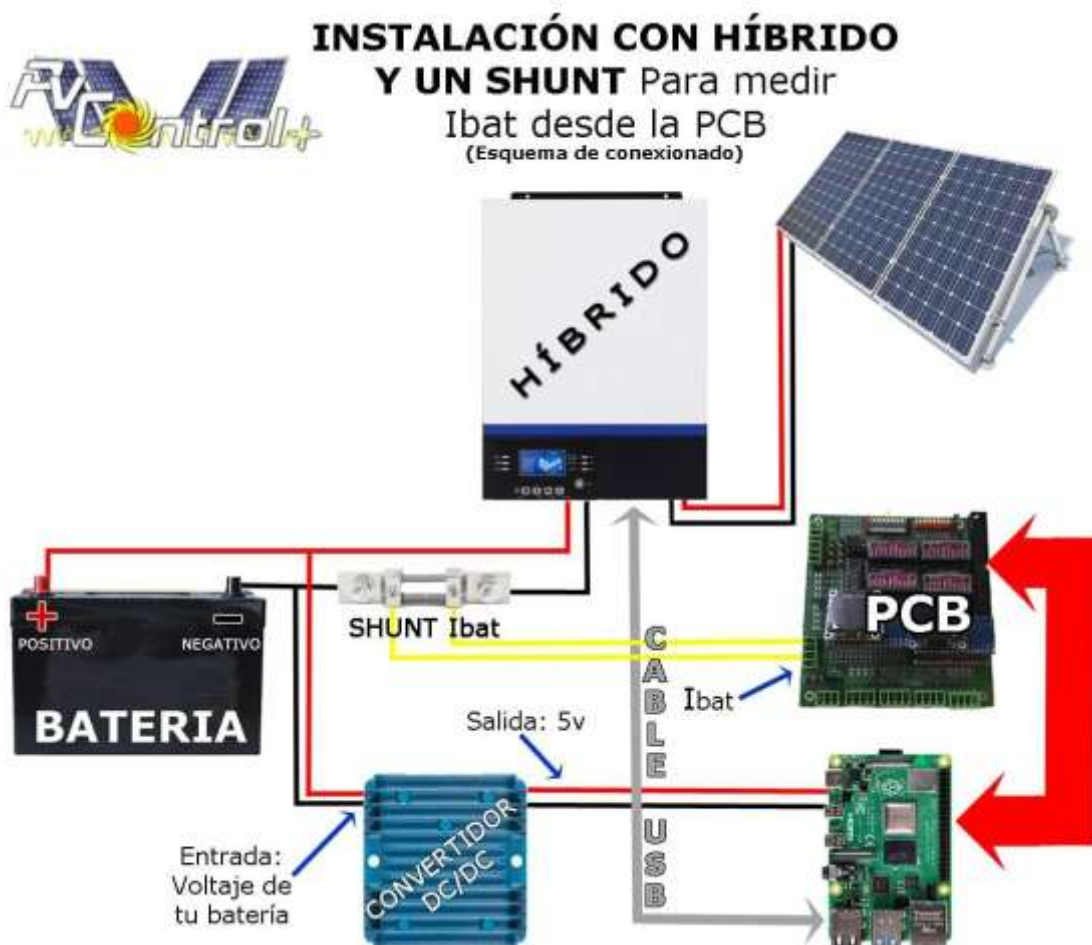 PvControl+
INSTALACIÓN CON HÍBRIDO
Y UN SHUNT Para medir
Ibat desde la PCB
(Esquema de conexionado)
HÍBRIDO
POSITIVO
NEGATIVO
BATERIA
SHUNT Ibat
PCB
Ibat
CABLE USB
Salida: 5v
CONVERTIDOR
DC/DC
Entrada:
Voltaje de
tu batería